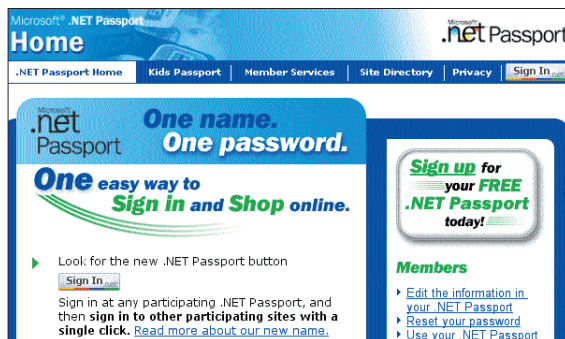 Microsoft® .NET Passport
Home
Microsoft
.net Passport
.NET Passport Home
Kids Passport
Member Services
Site Directory
Privacy
Sign In .net
Microsoft
.net
Passport
One name.
One password.
One easy way to
Sign in and Shop online.
Look for the new .NET Passport button
Sign In .net
Sign in at any participating .NET Passport, and
then sign in to other participating sites with a
single click. Read more about our new name.
Sign up for
your FREE
.NET Passport
today!
Members
Edit the information in
your .NET Passport
Reset your password
Use your .NET Passport